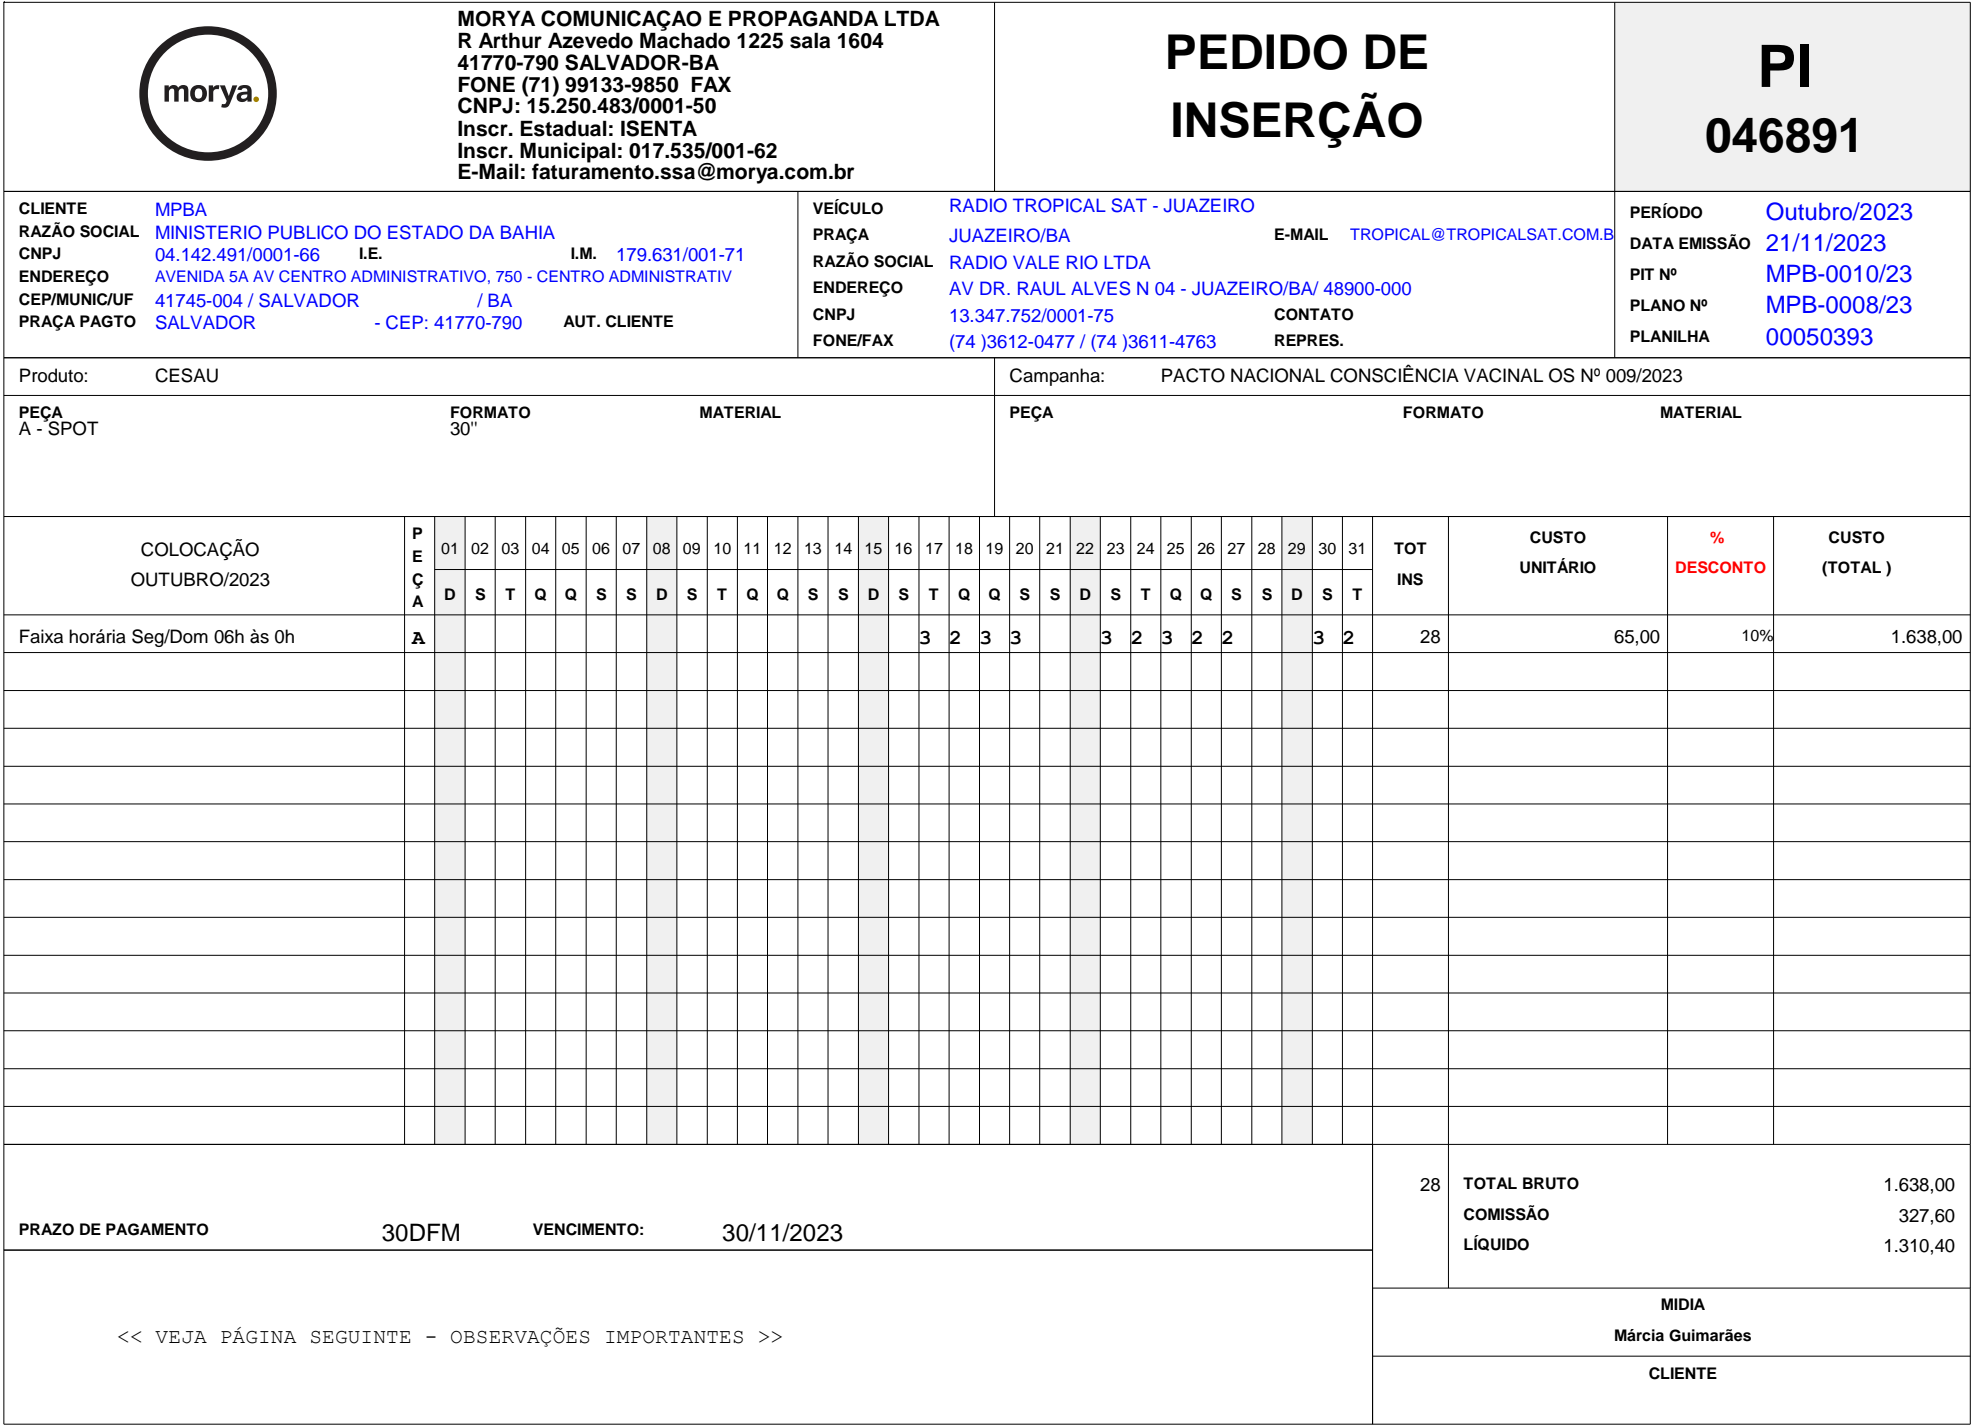 morya.
MORYA COMUNICAÇAO E PROPAGANDA LTDA
R Arthur Azevedo Machado 1225 sala 1604
41770-790 SALVADOR-BA
FONE (71) 99133-9850 FAX
CNPJ: 15.250.483/0001-50
Inscr. Estadual: ISENTA
Inscr. Municipal: 017.535/001-62
E-Mail: faturamento.ssa@morya.com.br
PEDIDO DE
INSERÇÃO
PI
046891
CLIENTE MPBA
RAZÃO SOCIAL MINISTERIO PUBLICO DO ESTADO DA BAHIA
CNPJ 04.142.491/0001-66 I.E. I.M. 179.631/001-71
ENDEREÇO AVENIDA 5A AV CENTRO ADMINISTRATIVO, 750 - CENTRO ADMINISTRATIV
CEP/MUNIC/UF 41745-004 / SALVADOR / BA
PRAÇA PAGTO SALVADOR - CEP: 41770-790 AUT. CLIENTE
VEÍCULO RADIO TROPICAL SAT - JUAZEIRO
PRAÇA JUAZEIRO/BA E-MAIL TROPICAL@TROPICALSAT.COM.B
RAZÃO SOCIAL RADIO VALE RIO LTDA
ENDEREÇO AV DR. RAUL ALVES N 04 - JUAZEIRO/BA/ 48900-000
CNPJ 13.347.752/0001-75 CONTATO
FONE/FAX (74 )3612-0477 / (74 )3611-4763 REPRES.
PERÍODO Outubro/2023
DATA EMISSÃO 21/11/2023
PIT Nº MPB-0010/23
PLANO Nº MPB-0008/23
PLANILHA 00050393
Produto: CESAU
Campanha: PACTO NACIONAL CONSCIÊNCIA VACINAL OS Nº 009/2023
PEÇA FORMATO MATERIAL
A - SPOT 30"
PEÇA FORMATO MATERIAL
COLOCAÇÃO
OUTUBRO/2023
PEÇA
01 02 03 04 05 06 07 08 09 10 11 12 13 14 15 16 17 18 19 20 21 22 23 24 25 26 27 28 29 30 31
D S T Q Q S S D S T Q Q S S D S T Q Q S S D S T Q Q S S D S T
TOT
INS
CUSTO
UNITÁRIO
%
DESCONTO
CUSTO
(TOTAL )
Faixa horária Seg/Dom 06h às 0h A 3 2 3 3 3 2 3 2 2 3 2 28 65,00 10% 1.638,00
28 TOTAL BRUTO 1.638,00
COMISSÃO 327,60
LÍQUIDO 1.310,40
PRAZO DE PAGAMENTO 30DFM VENCIMENTO: 30/11/2023
<< VEJA PÁGINA SEGUINTE - OBSERVAÇÕES IMPORTANTES >>
MIDIA
Márcia Guimarães
CLIENTE